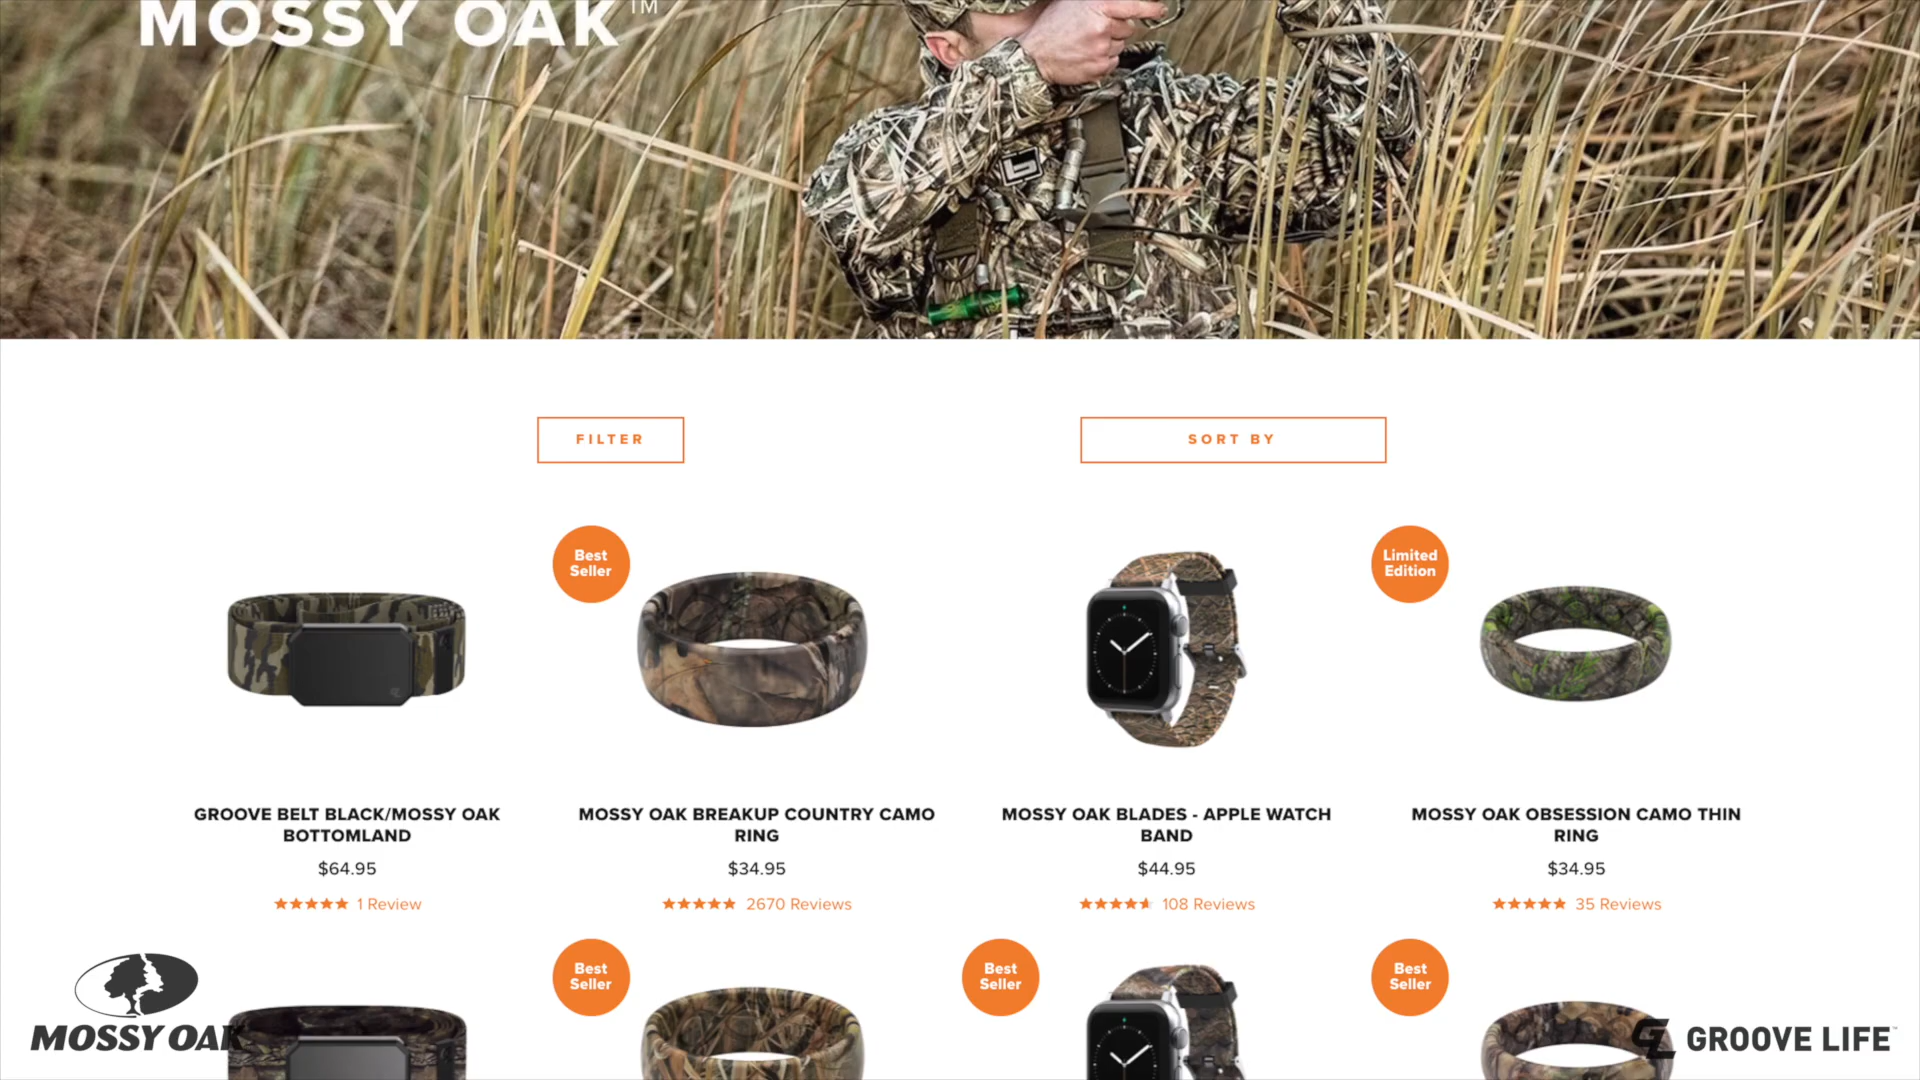 MOSSY OAK™
FILTER
SORT BY
Best
Seller
Limited
Edition
GROOVE BELT BLACK/MOSSY OAK
BOTTOMLAND
$64.95
1 Review
MOSSY OAK BREAKUP COUNTRY CAMO
RING
$34.95
2670 Reviews
MOSSY OAK BLADES - APPLE WATCH
BAND
$44.95
108 Reviews
MOSSY OAK OBSESSION CAMO THIN
RING
$34.95
35 Reviews
Best
Seller
Best
Seller
Best
Seller
MOSSY OAK
GL GROOVE LIFE™